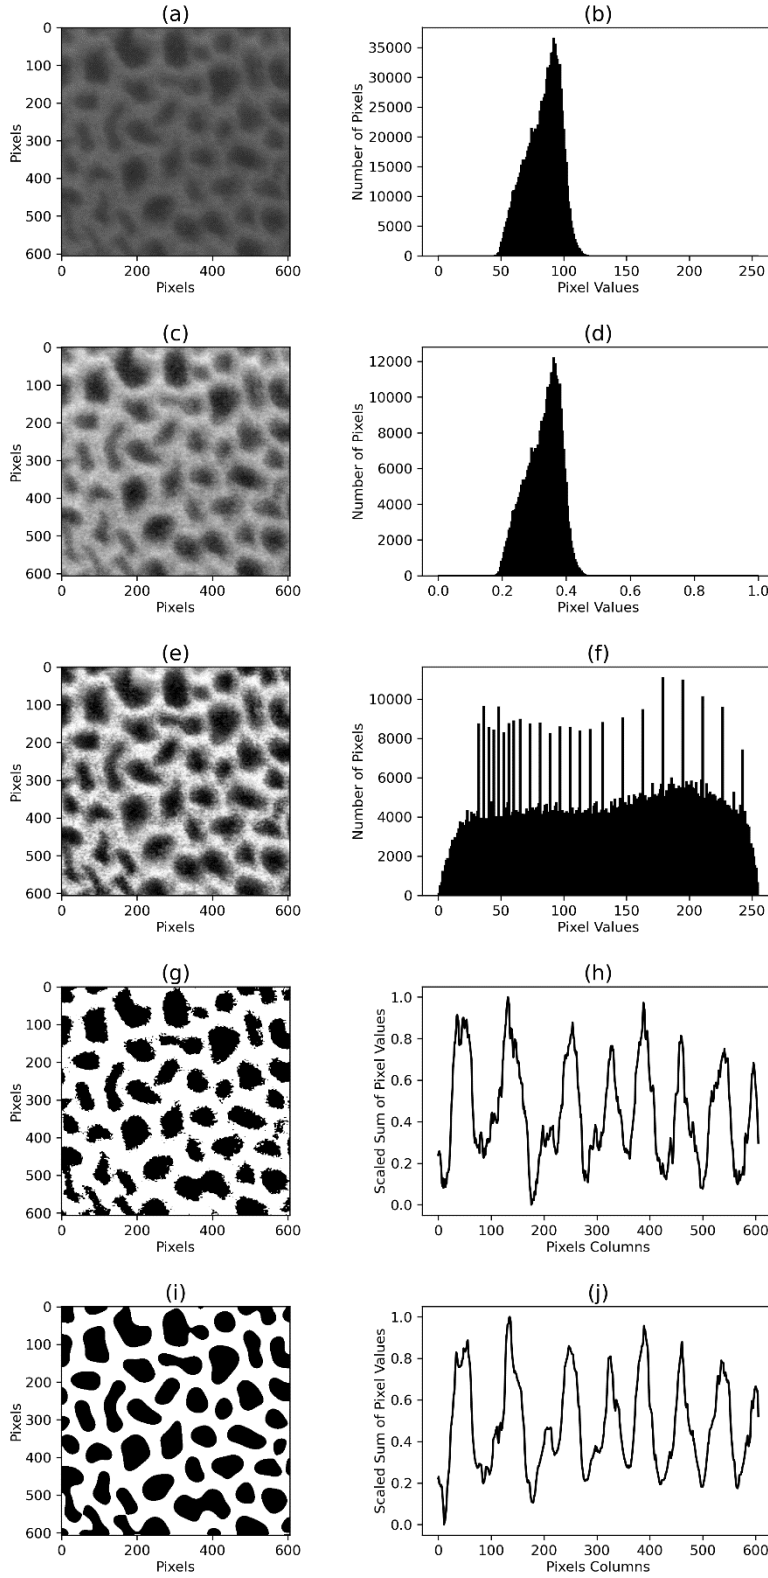 (a)
(b)
0
100
200
300
400
500
600
Pixels
0 200 400 600
Pixels
35000
30000
25000
20000
15000
10000
5000
0
Number of Pixels
0 50 100 150 200 250
Pixel Values
(c)
(d)
0
100
200
300
400
500
600
Pixels
0 200 400 600
Pixels
12000
10000
8000
6000
4000
2000
0
Number of Pixels
0.0 0.2 0.4 0.6 0.8 1.0
Pixel Values
(e)
(f)
0
100
200
300
400
500
600
Pixels
0 200 400 600
Pixels
10000
8000
6000
4000
2000
0
Number of Pixels
0 50 100 150 200 250
Pixel Values
(g)
(h)
0
100
200
300
400
500
600
Pixels
0 200 400 600
Pixels
1.0
0.8
0.6
0.4
0.2
0.0
Scaled Sum of Pixel Values
0 100 200 300 400 500 600
Pixels Columns
(i)
(j)
0
100
200
300
400
500
600
Pixels
0 200 400 600
Pixels
1.0
0.8
0.6
0.4
0.2
0.0
Scaled Sum of Pixel Values
0 100 200 300 400 500 600
Pixels Columns